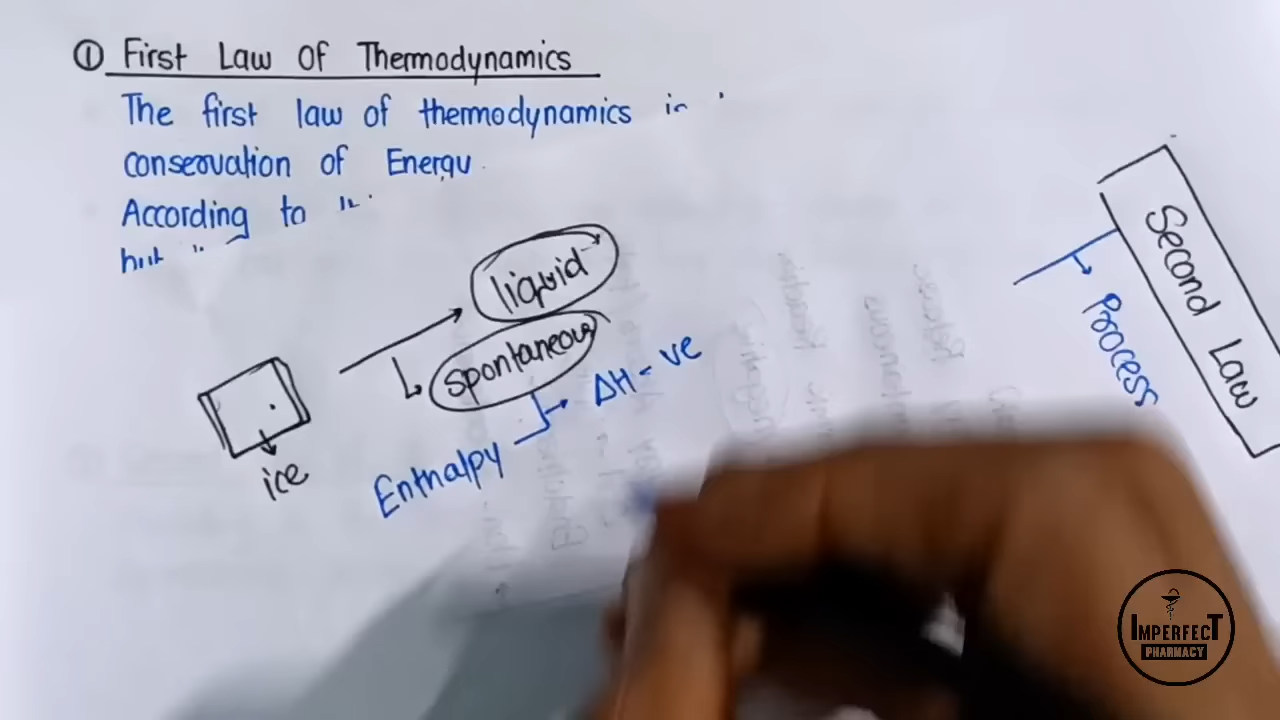 ① First Law Of Thermodynamics
The first law of thermodynamics
conservation of Energy
According to
liquid
spontaneous
ΔH - ve
Enthalpy
ice
Second Law
Process
IMPERFECT
PHARMACY